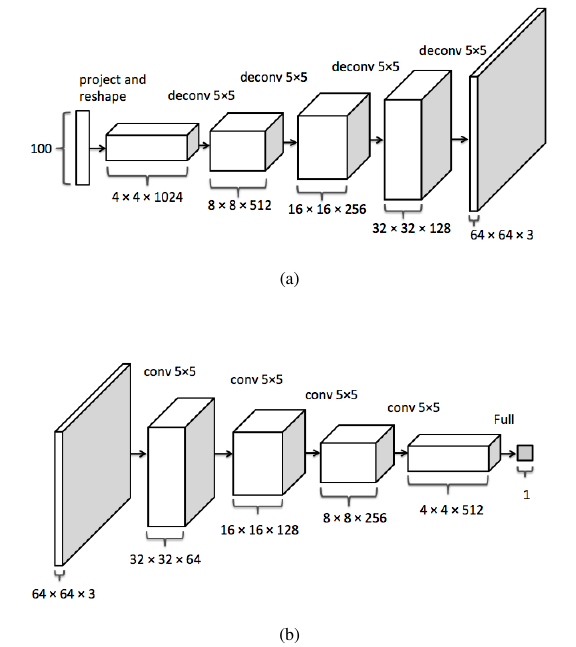 deconv 5×5
deconv 5×5
deconv 5×5
project and
reshape
deconv 5×5
100
4 × 4 × 1024
8 × 8 × 512
16 × 16 × 256
32 × 32 × 128
64 × 64 × 3
(a)
conv 5×5
conv 5×5
conv 5×5
conv 5×5
Full
1
4 × 4 × 512
8 × 8 × 256
16 × 16 × 128
32 × 32 × 64
64 × 64 × 3
(b)